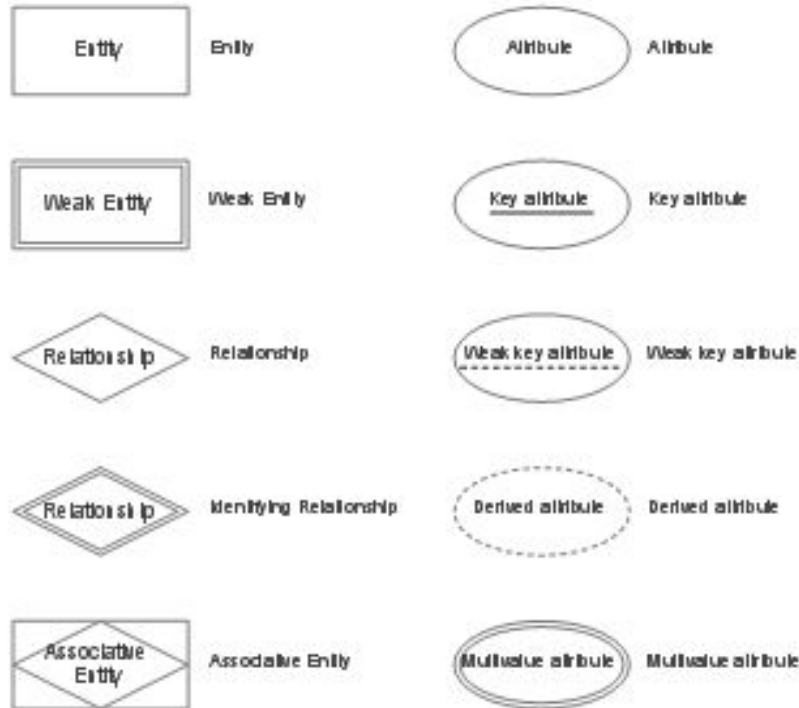 Entity Entity Attribute Attribute
Weak Entity Weak Entity Key attribute Key attribute
Relationship Relationship Weak key attribute Weak key attribute
Relationship Identifying Relationship Derived attribute Derived attribute
Associative
Entity Associative Entity Multivalue attribute Multivalue attribute